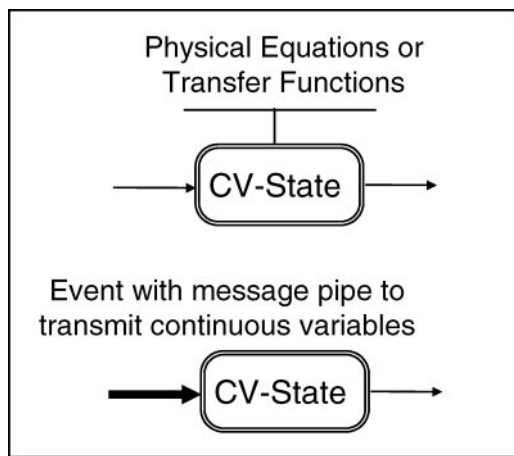 Physical Equations or
Transfer Functions
CV-State
Event with message pipe to
transmit continuous variables
CV-State